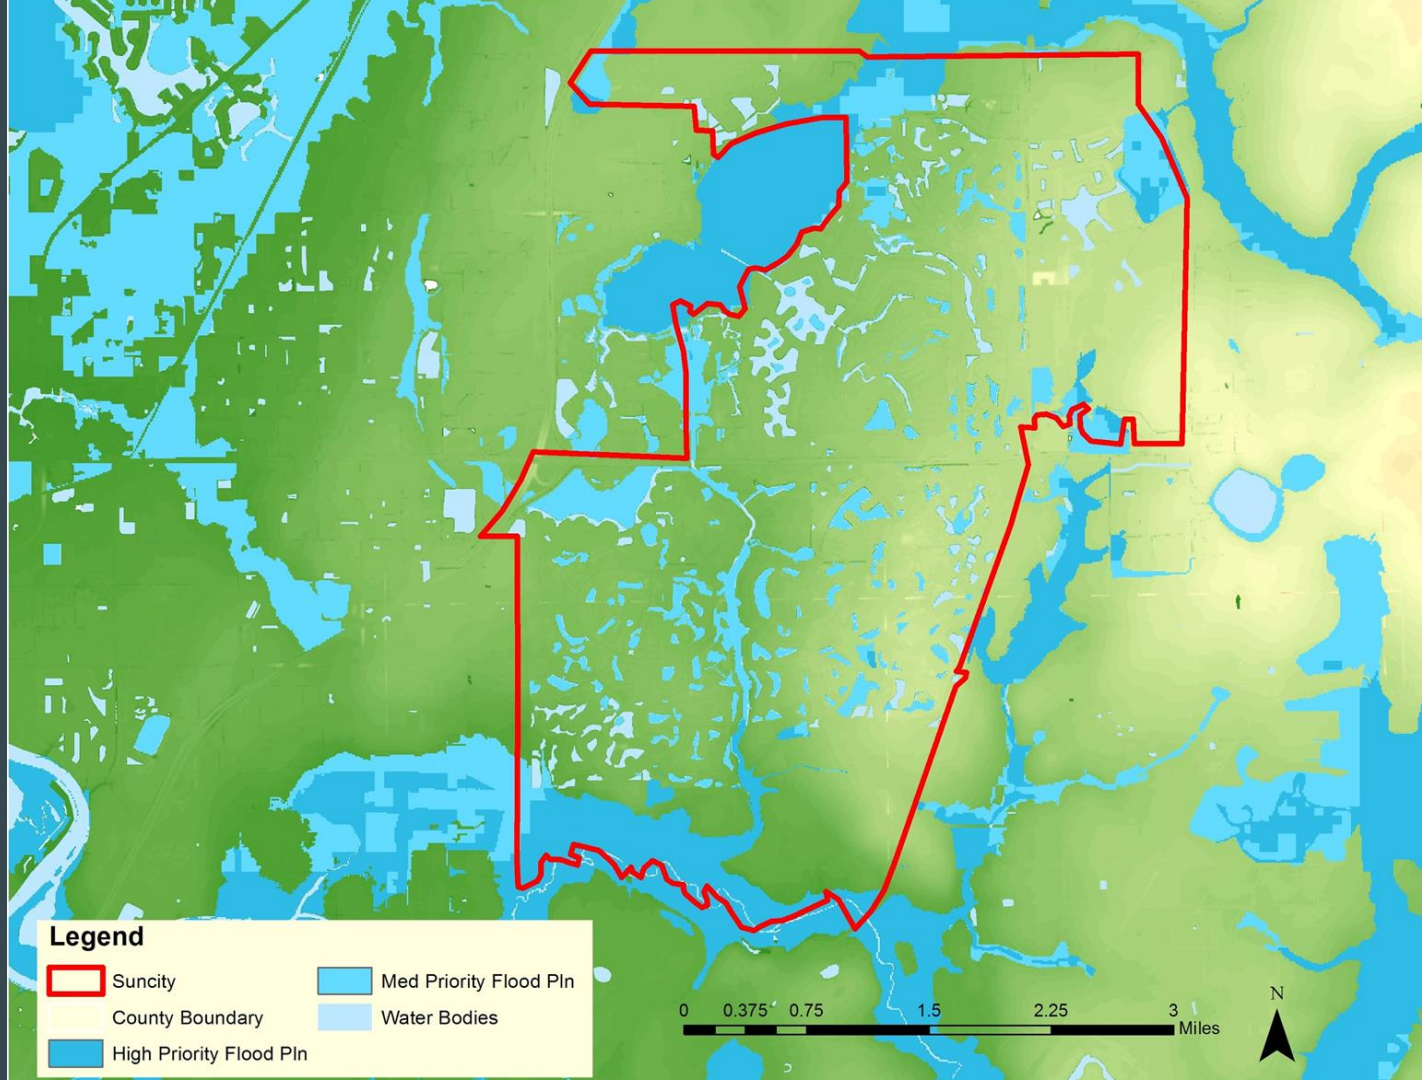 Legend
Suncity
County Boundary
High Priority Flood Pln
Med Priority Flood Pln
Water Bodies
0 0.375 0.75 1.5 2.25 3
Miles
N